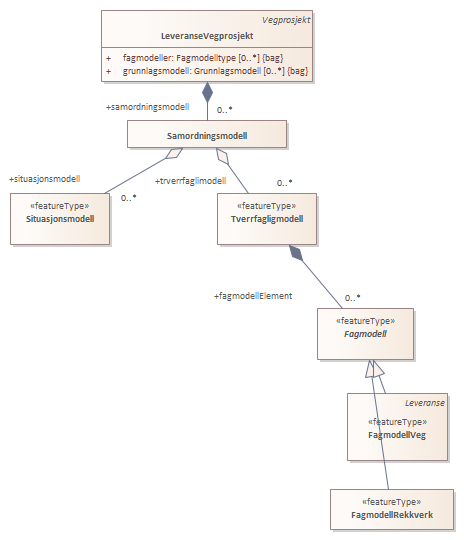 Vegprosjekt
LeveranseVegprosjekt
+ fagmodeller: Fagmodelltype [0..*] {bag}
+ grunnlagsmodell: Grunnlagsmodell [0..*] {bag}
+samordningsmodell
0..*
Samordningsmodell
+situasjonsmodell
+trverrfaglimodell
0..*
0..*
«featureType»
Situasjonsmodell
«featureType»
Tverrfagligmodell
+fagmodellElement
0..*
«featureType»
Fagmodell
Leveranse
«featureType»
FagmodellVeg
«featureType»
FagmodellRekkverk